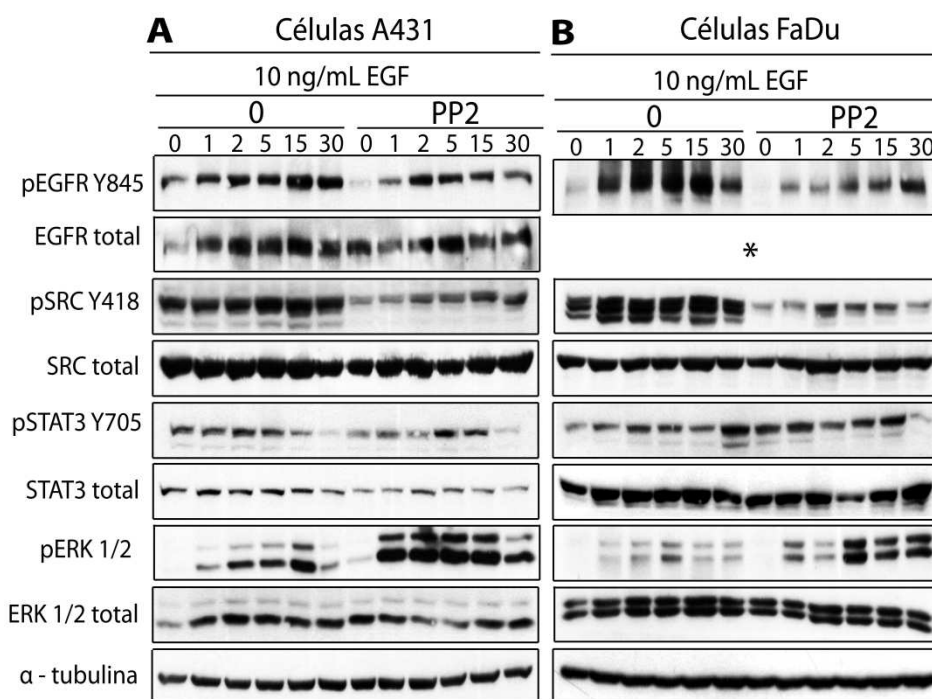 A Células A431
10 ng/mL EGF
0 PP2
0 1 2 5 15 30 0 1 2 5 15 30
B Células FaDu
10 ng/mL EGF
0 PP2
0 1 2 5 15 30 0 1 2 5 15 30
pEGFR Y845
EGFR total
*
pSRC Y418
SRC total
pSTAT3 Y705
STAT3 total
pERK 1/2
ERK 1/2 total
α - tubulina